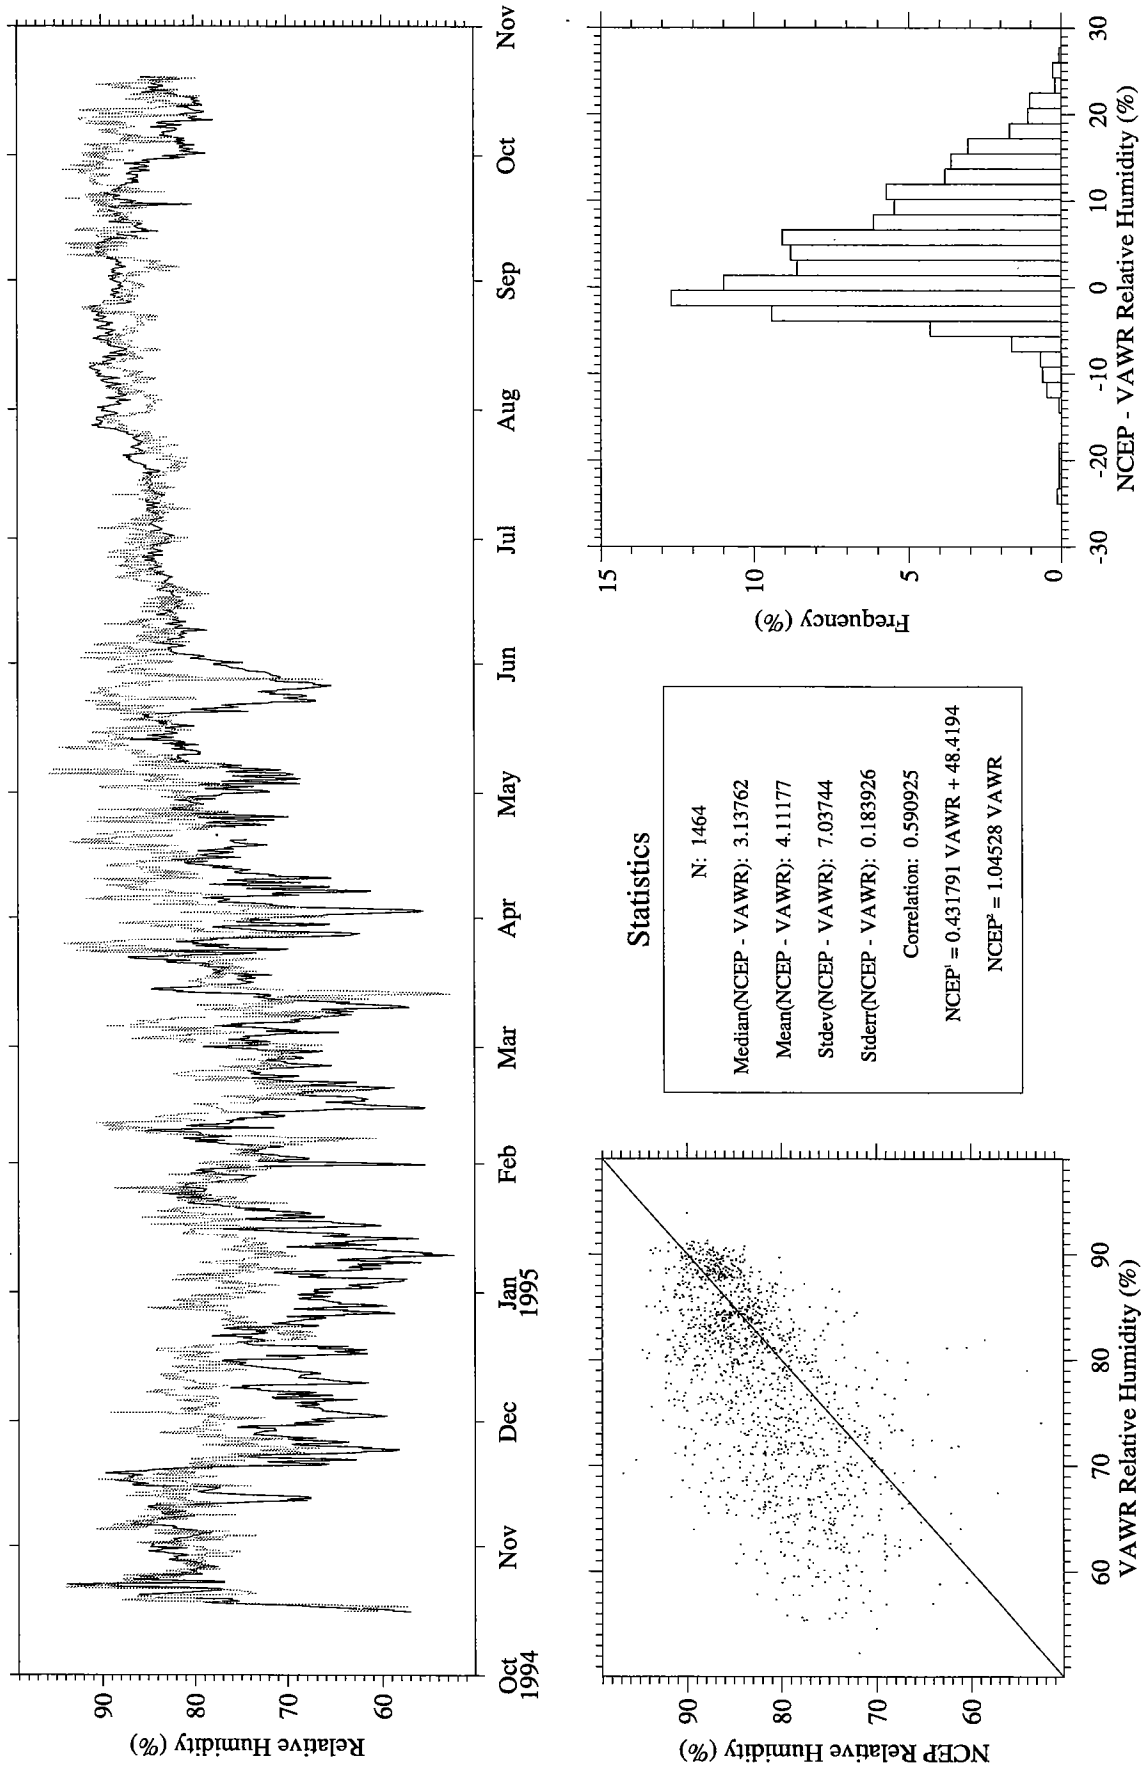 Relative Humidity (%)
90
80
70
60
Oct
1994
Nov
Dec
Jan
1995
Feb
Mar
Apr
May
Jun
Jul
Aug
Sep
Oct
Nov
NCEP Relative Humidity (%)
90
80
70
60
60
70
80
90
VAWR Relative Humidity (%)
Statistics
N: 1464
Median(NCEP - VAWR): 3.13762
Mean(NCEP - VAWR): 4.11177
Stdev(NCEP - VAWR): 7.03744
Stderr(NCEP - VAWR): 0.183926
Correlation: 0.590925
NCEP¹ = 0.431791 VAWR + 48.4194
NCEP² = 1.04528 VAWR
Frequency (%)
15
10
5
0
-30
-20
-10
0
10
20
30
NCEP - VAWR Relative Humidity (%)